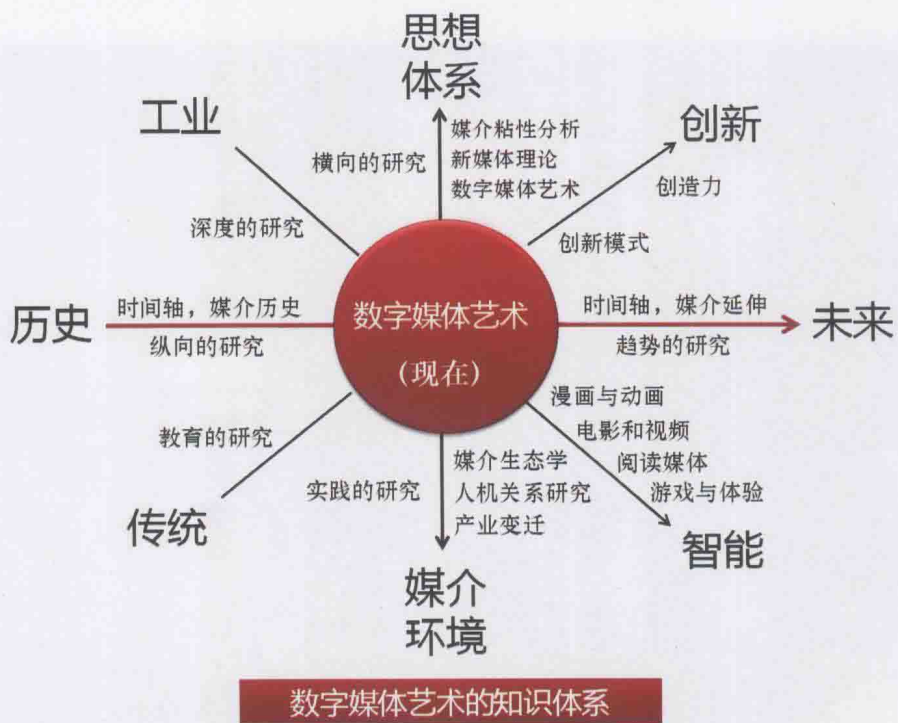 思想
体系
工业
创新
横向的研究
媒介粘性分析
新媒体理论
数字媒体艺术
创造力
深度的研究
创新模式
历史
时间轴，媒介历史
纵向的研究
数字媒体艺术
（现在）
时间轴，媒介延伸
趋势的研究
未来
教育的研究
漫画与动画
电影和视频
阅读媒体
游戏与体验
实践的研究
媒介生态学
人机关系研究
产业变迁
传统
智能
媒介
环境
数字媒体艺术的知识体系